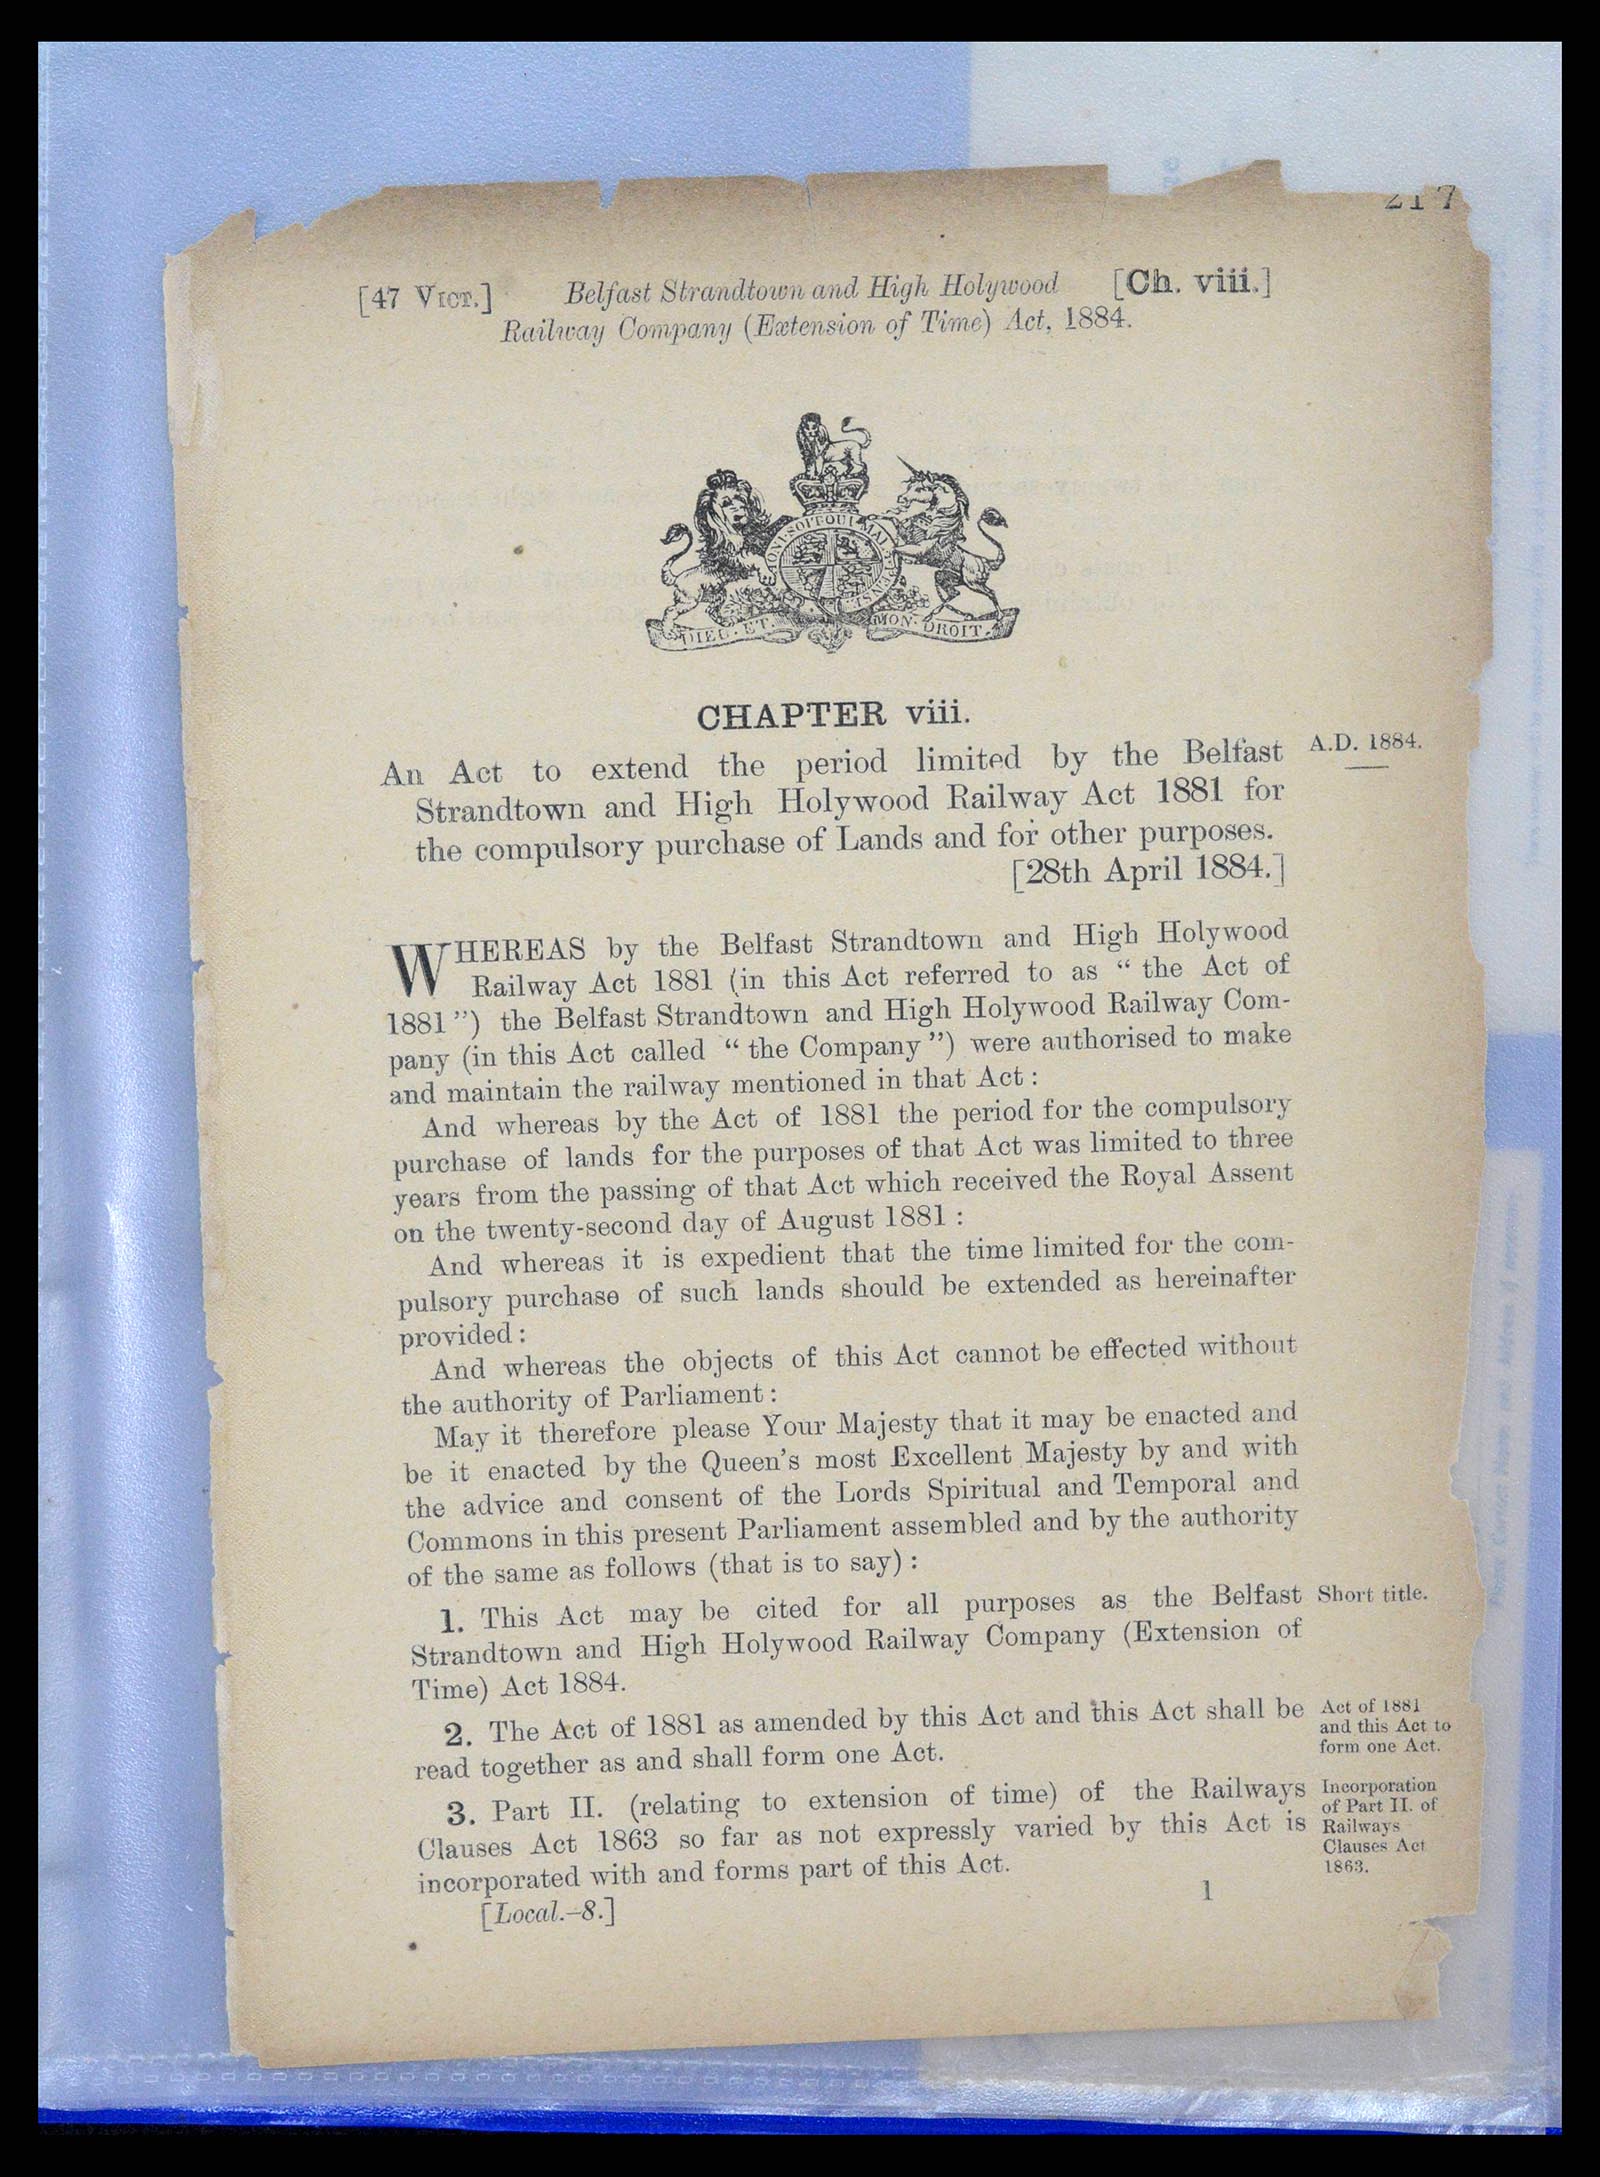 217
[47 VICT.] Belfast Strandtown and High Holywood [Ch. viii.]
Railway Company (Extension of Time) Act, 1884.
HONI SOIT QUI MAL
DIEU ET MON DROIT.
CHAPTER viii.
An Act to extend the period limited by the Belfast A.D. 1884.
Strandtown and High Holywood Railway Act 1881 for
the compulsory purchase of Lands and for other purposes.
[28th April 1884.]
WHEREAS by the Belfast Strandtown and High Holywood
Railway Act 1881 (in this Act referred to as “ the Act of
1881 ”) the Belfast Strandtown and High Holywood Railway Com-
pany (in this Act called “ the Company ”) were authorised to make
and maintain the railway mentioned in that Act :
And whereas by the Act of 1881 the period for the compulsory
purchase of lands for the purposes of that Act was limited to three
years from the passing of that Act which received the Royal Assent
on the twenty-second day of August 1881 :
And whereas it is expedient that the time limited for the com-
pulsory purchase of such lands should be extended as hereinafter
provided :
And whereas the objects of this Act cannot be effected without
the authority of Parliament :
May it therefore please Your Majesty that it may be enacted and
be it enacted by the Queen's most Excellent Majesty by and with
the advice and consent of the Lords Spiritual and Temporal and
Commons in this present Parliament assembled and by the authority
of the same as follows (that is to say) :
1. This Act may be cited for all purposes as the Belfast Short title.
Strandtown and High Holywood Railway Company (Extension of
Time) Act 1884.
2. The Act of 1881 as amended by this Act and this Act shall be
read together as and shall form one Act.
Act of 1881
and this Act to
form one Act.
3. Part II. (relating to extension of time) of the Railways
Clauses Act 1863 so far as not expressly varied by this Act is
incorporated with and forms part of this Act.
Incorporation
of Part II. of
Railways
Clauses Act
1863.
[Local.-8.] 1